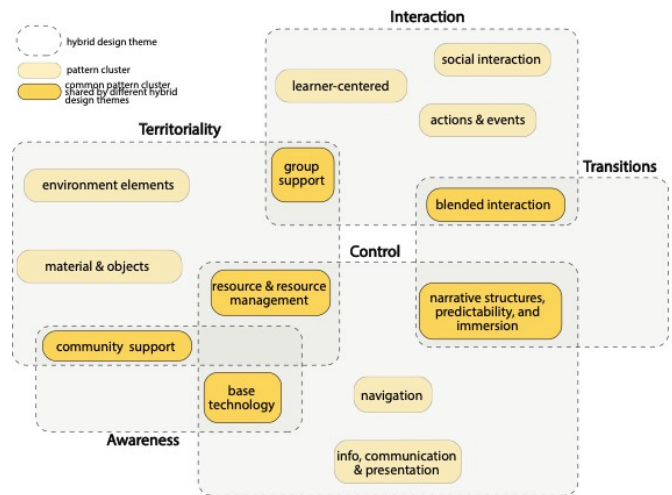 Interaction
hybrid design theme
pattern cluster
common pattern cluster
shared by different hybrid
design themes
social interaction
learner-centered
actions & events
Territoriality
group
support
Transitions
environment elements
blended interaction
Control
material & objects
resource & resource
management
narrative structures,
predictability, and
immersion
community support
base
technology
navigation
Awareness
info, communication
& presentation